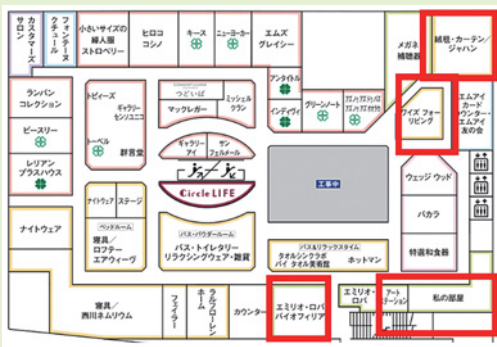 カスタマーズ
サロン
フォンテーヌ
クチュール
小さいサイズの
婦人服
ストロベリー
ヒロコ
コシノ
キース
ニューヨーカー
エムズ
グレイシー
メガネ
補聴器
絨毯・カーテン/
ジャハン
ランバン
コレクション
ピースリー
レリアン
プラスハウス
トビィーズ
ギャラリー
センソユニコ
トーベル
群言堂
つどいば
マックレガー
ミッシェル
クラン
アンタイトル
インディヴィ
グリーンノート
ワイズ フォー
リビング
エムアイ
カード
カウンター・
エムアイ
友の会
ギャラリー
アイ
サン
フェルメール
Circle LIFE
工事中
ウェッジ ウッド
バカラ
特選和食器
ナイトウェア
ナイトウェア
ステージ
ベッドルーム
寝具/
ロフテー
エアウィーヴ
バス・パウダールーム
バス・トイレタリー
リラクシングウェア・雑貨
バス&リラックスタイム
タオルシンクラボ
バイ タオル美術館
ホットマン
寝具/
西川ネムリウム
フェイラー
ラルフローレン
ホーム
カウンター
エミリオ・ロバ
バイオフィリア
エミリオ・
ロバ
アート
ステーション
私の部屋